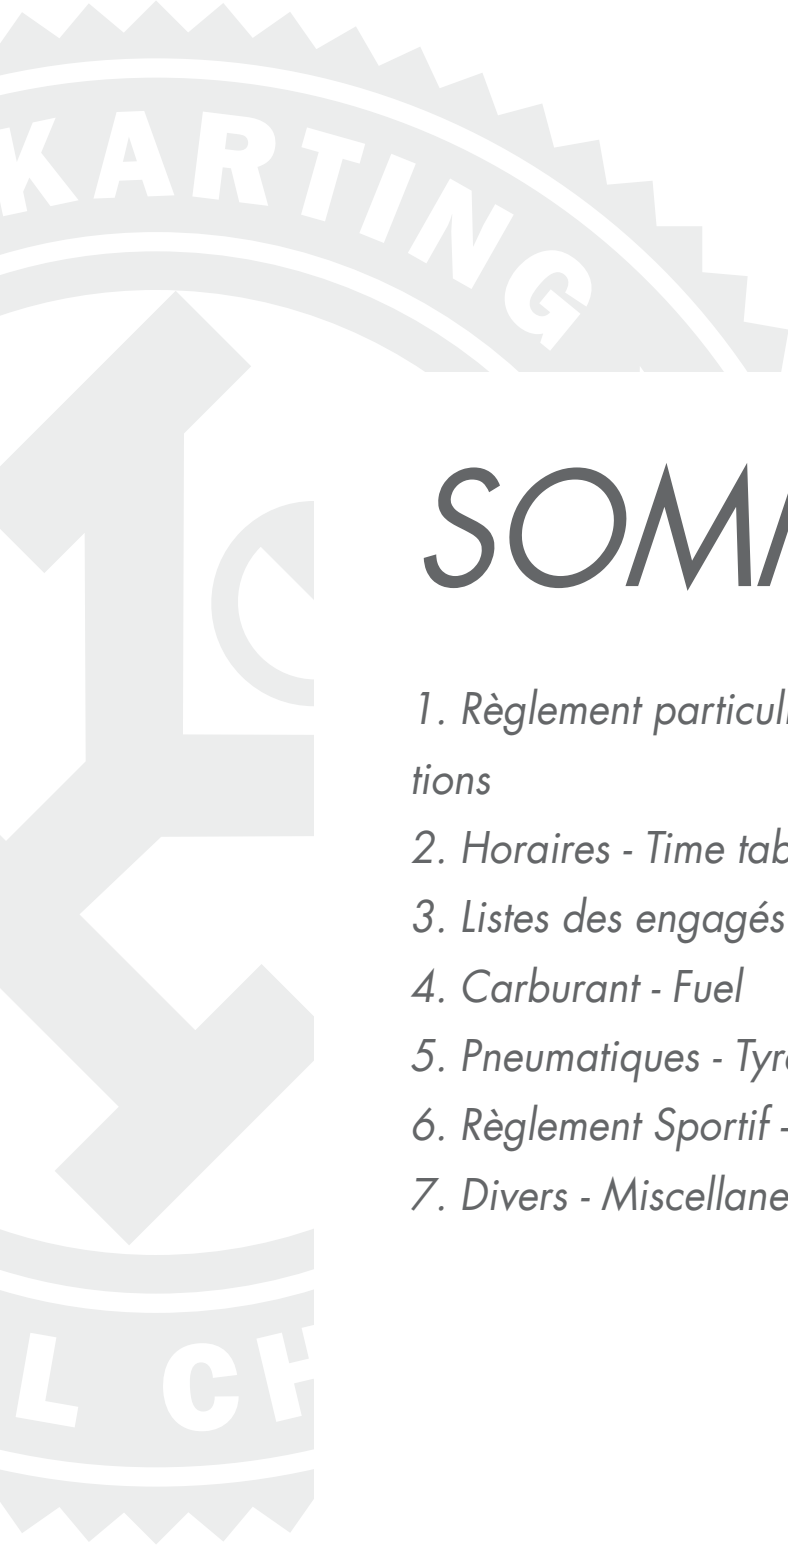 KARTING
SOM
1. Règlement particul
tions
2. Horaires - Time tab
3. Listes des engagés
4. Carburant - Fuel
5. Pneumatiques - Tyr
6. Règlement Sportif -
7. Divers - Miscellane
L CH